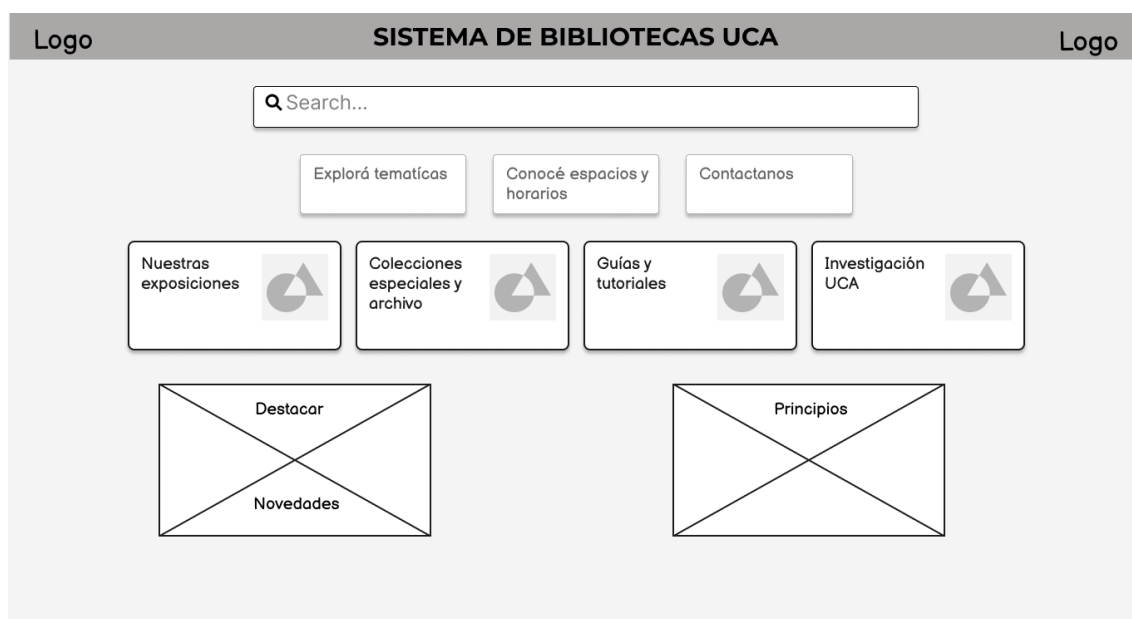 Logo
SISTEMA DE BIBLIOTECAS UCA
Logo
Search...
Explorá tematícas
Conocé espacios y
horarios
Contactanos
Nuestras
exposiciones
Colecciones
especiales y
archivo
Guías y
tutoriales
Investigación
UCA
Destacar
Novedades
Principios